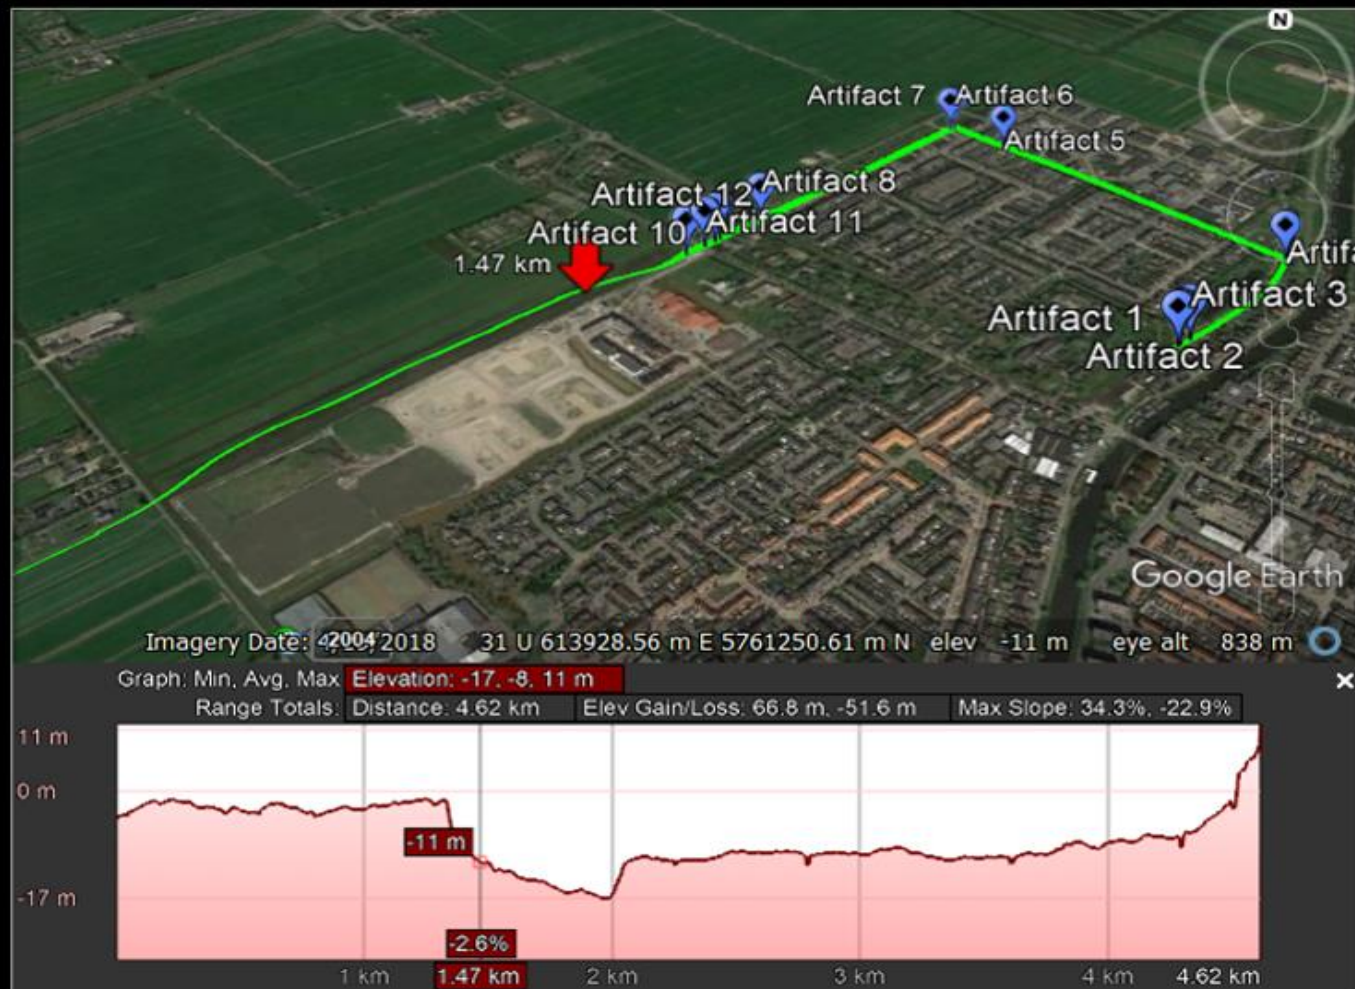 N
Artifact 7 Artifact 6
Artifact 5
Artifact 12 Artifact 8
Artifact 10 Artifact 11
1.47 km
Artifa
Artifact 1 Artifact 3
Artifact 2
Google Earth
Imagery Date: 2004 /2018 31 U 613928.56 m E 5761250.61 m N elev -11 m eye alt 838 m
Graph: Min, Avg, Max Elevation: -17, -8, 11 m
Range Totals: Distance: 4.62 km Elev Gain/Loss: 66.8 m, -51.6 m Max Slope: 34.3%, -22.9%
11 m
0 m
-11 m
-17 m
-2.6%
1 km 1.47 km 2 km 3 km 4 km 4.62 km